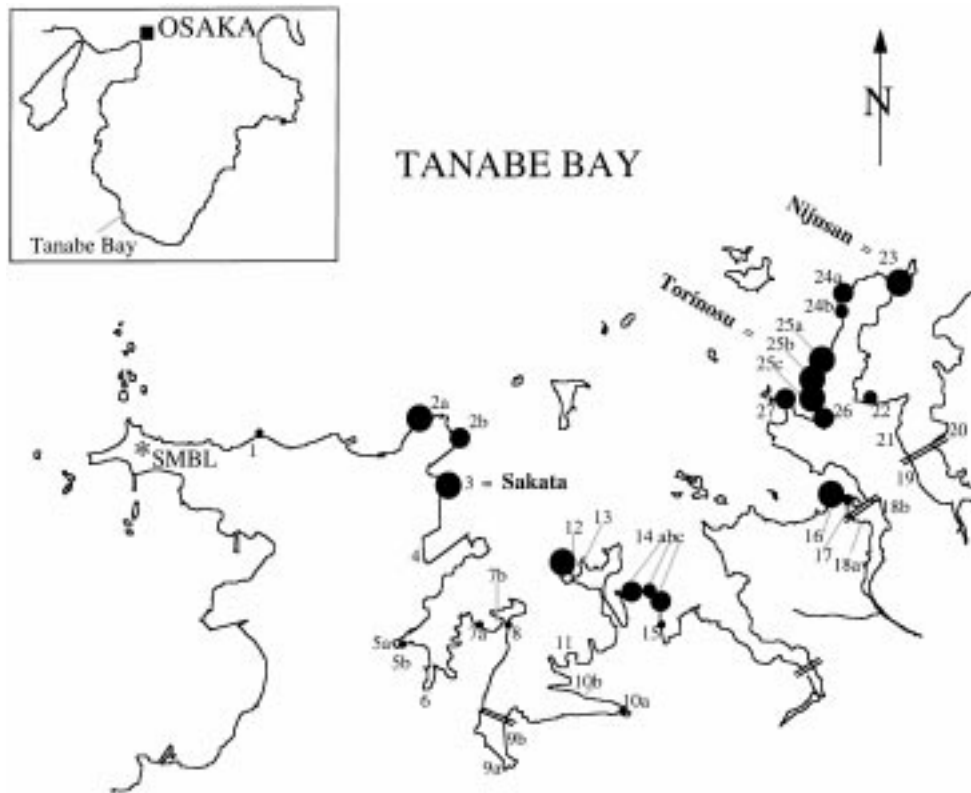 OSAKA
Tanabe Bay
N
TANABE BAY
Nijusan =
23
24a
24b
Torinosu =
25a
25b
25c
27
26
22
21
20
19
2a
2b
1
*SMBL
3 = Sakata
4
12
13
14 abc
16
17
18b
18a
7b
5a
5b
7a
8
15
11
6
10b
10a
9b
9a